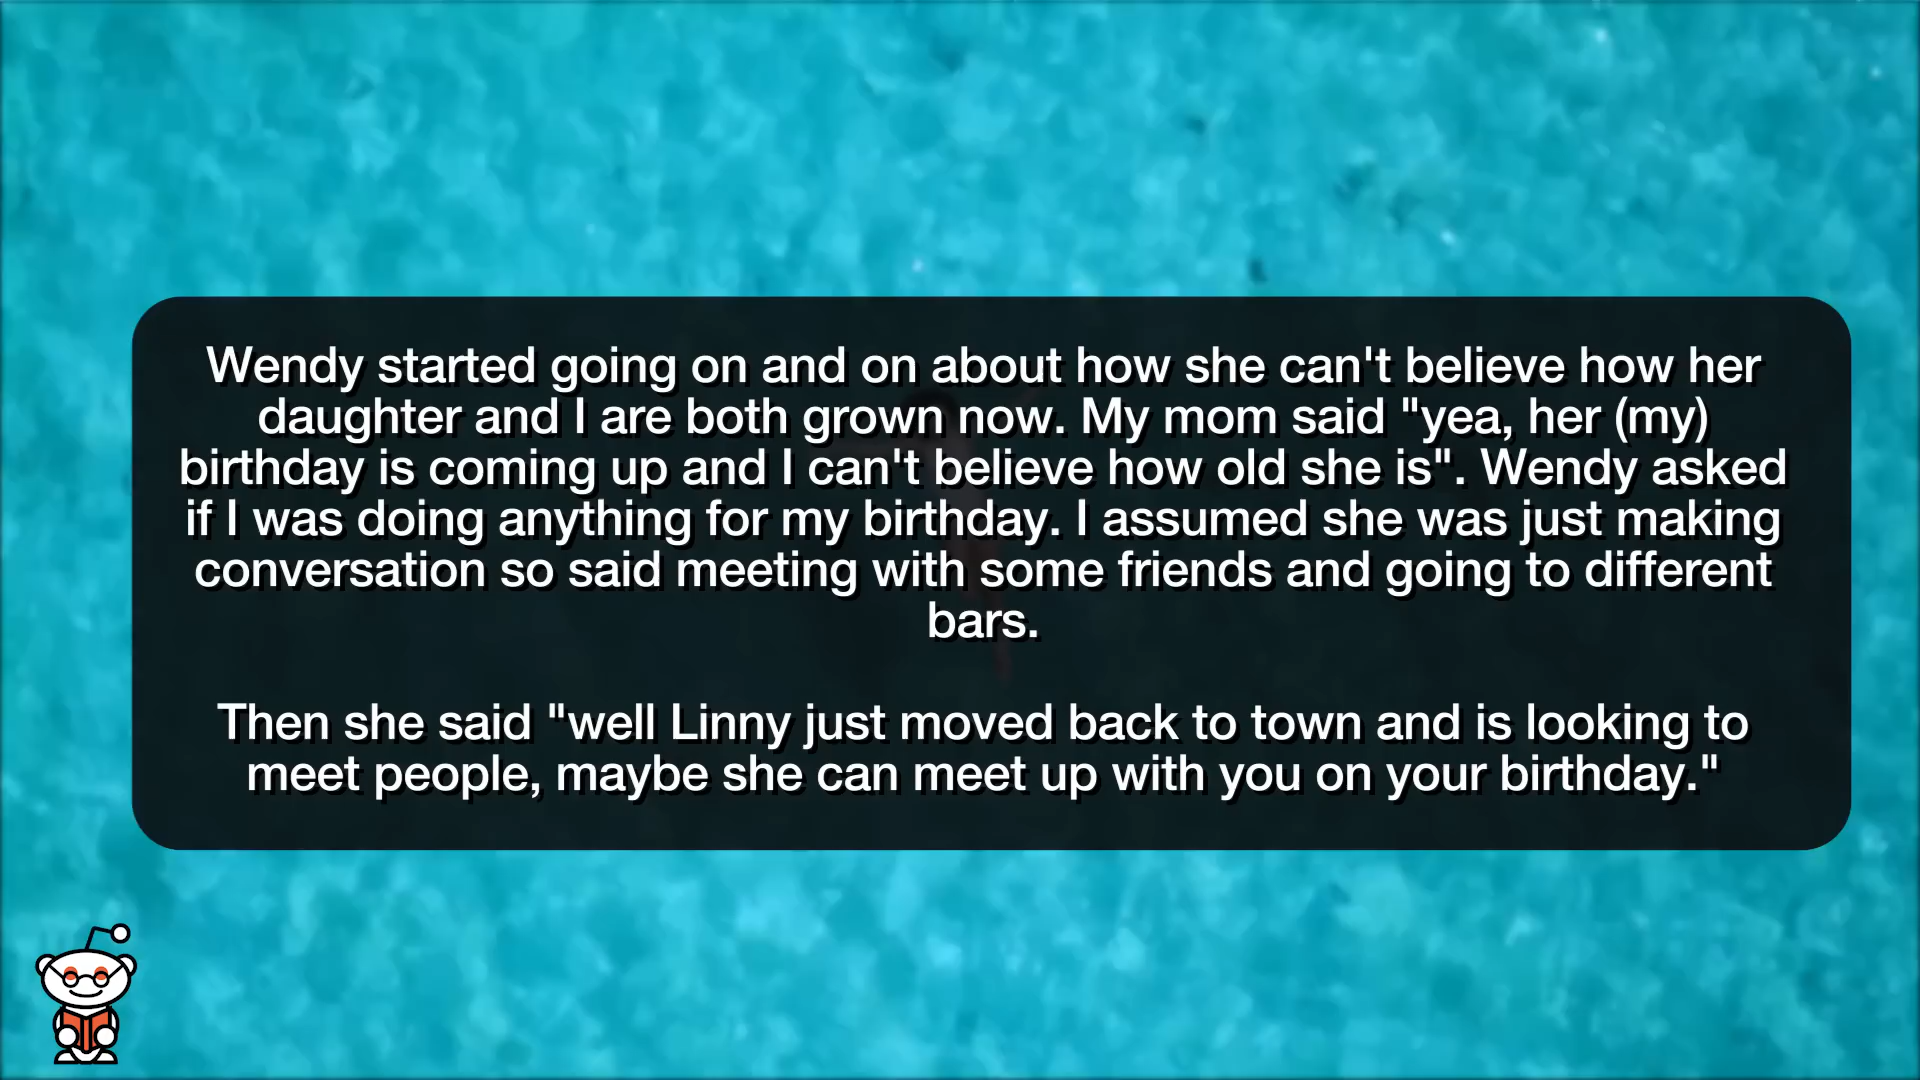 Wendy started going on and on about how she can't believe how her
daughter and I are both grown now. My mom said "yea, her (my)
birthday is coming up and I can't believe how old she is". Wendy asked
if I was doing anything for my birthday. I assumed she was just making
conversation so said meeting with some friends and going to different
bars.
Then she said "well Linny just moved back to town and is looking to
meet people, maybe she can meet up with you on your birthday."